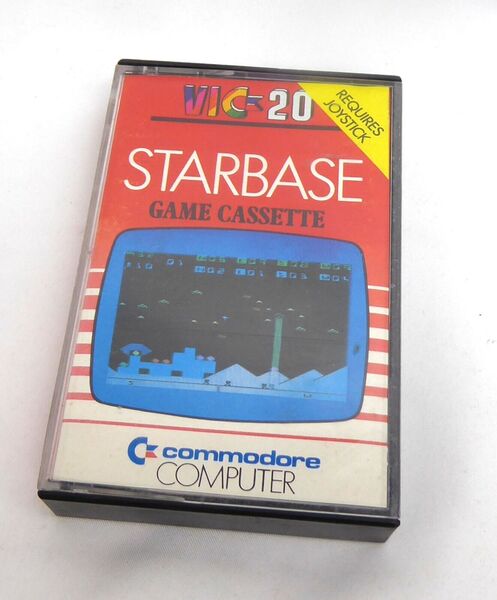 VIC-20
REQUIRES
JOYSTICK
STARBASE
GAME CASSETTE
commodore
COMPUTER